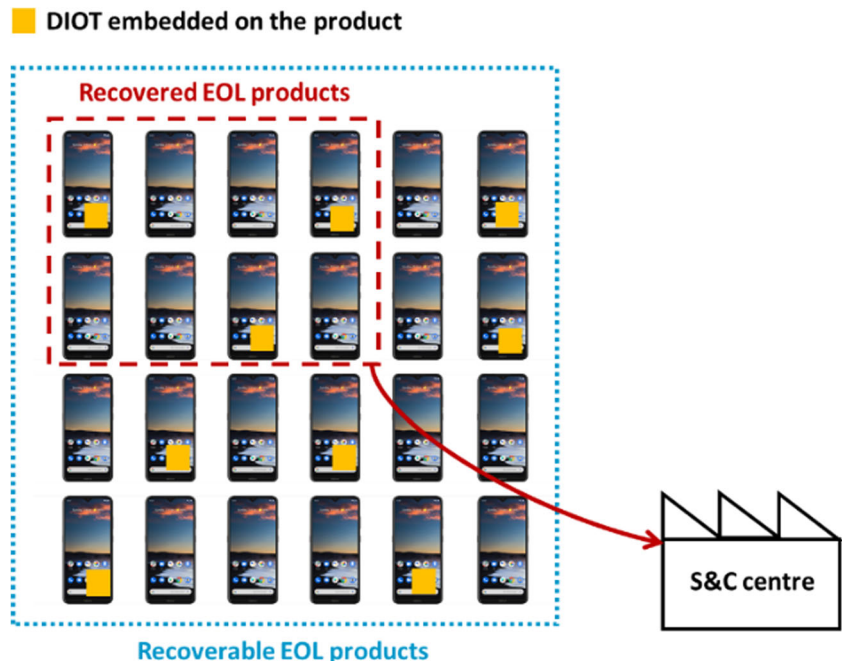 DIOT embedded on the product
Recovered EOL products
S&C centre
Recoverable EOL products